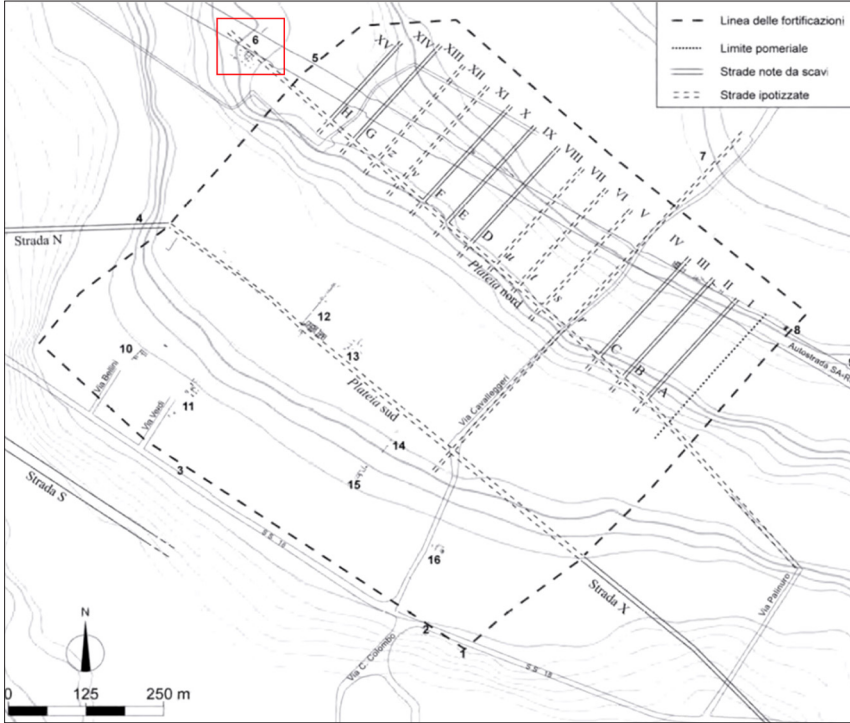 Linea delle fortificazioni
Limite pomeriale
Strade note da scavi
Strade ipotizzate
6
5
XV
XIV
XIII
XII
XI
X
IX
VIII
VII
VI
V
IV
III
II
I
7
H
G
z
v
F
E
D
u
t
s
r
C
B
A
8
4
Strada N
Plateia nord
Autostrada SA-R
12
13
10
11
Via Bellini
Via Verdi
Plateia sud
Via Cavalleggeri
14
15
3
Strada S
S.S. 18
16
Strada X
Via Palinuro
N
2
1
Via C. Colombo
S.S. 18
0 125 250 m